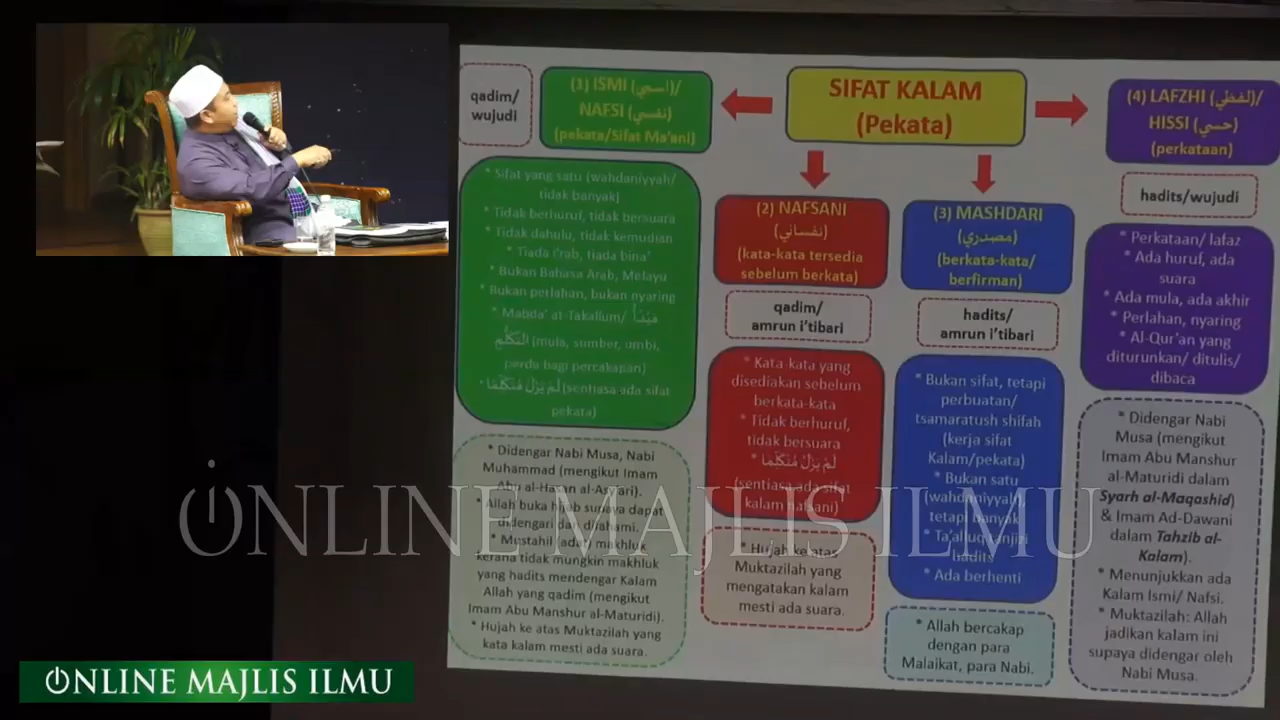 SIFAT KALAM
(Pekata)
qadim/
wujudi
(1) ISMI (اسمي)/
NAFSI (نفسي)
(pekata/Sifat Ma'ani)
* Sifat yang satu (wahdaniyyah/
tidak banyak)
* Tidak berhuruf, tidak bersuara
* Tidak dahulu, tidak kemudian
* Tiada i'rab, tiada bina'
* Bukan Bahasa Arab, Melayu
* Bukan perlahan, bukan nyaring
* Mabda' at-Takallum/ مَبْدَأُ
التَّكَلُّمِ (mula, sumber, umbi,
perdu bagi percakapan)
* لَمْ يَزَلْ مُتَكَلِّمًا (sentiasa ada sifat
pekata)
* Didengar Nabi Musa, Nabi
Muhammad (mengikut Imam
Abu al-Hasan al-Asy'ari).
* Allah buka hijab supaya dapat
didengari dan fahami.
* Mustahil (adat) makhluk
kerana tidak mungkin makhluk
yang hadits mendengar Kalam
Allah yang qadim (mengikut
Imam Abu Manshur al-Maturidi).
* Hujah ke atas Muktazilah yang
kata kalam mesti ada suara.
(2) NAFSANI
(نفساني)
(kata-kata tersedia
sebelum berkata)
qadim/
amrun i'tibari
* Kata-kata yang
disediakan sebelum
berkata-kata
* Tidak berhuruf,
tidak bersuara
* لَمْ يَزَلْ مُتَكَلِّمًا
(sentiasa ada sifat
kalam nafsani)
* Hujah ke atas
Muktazilah yang
mengatakan kalam
mesti ada suara.
(3) MASHDARI
(مصدري)
(berkata-kata/
berfirman)
hadits/
amrun i'tibari
* Bukan sifat, tetapi
perbuatan/
tsamaratush shifah
(kerja sifat
Kalam/pekata)
* Bukan satu
(wahdaniyyah),
tetapi banyak
* Ta'alluq tanjizi
hadits
* Ada berhenti
* Allah bercakap
dengan para
Malaikat, para Nabi.
(4) LAFZHI (لفظي)/
HISSI (حسي)
(perkataan)
hadits/wujudi
* Perkataan/ lafaz
* Ada huruf, ada
suara
* Ada mula, ada akhir
* Perlahan, nyaring
* Al-Qur'an yang
diturunkan/ ditulis/
dibaca
* Didengar Nabi
Musa (mengikut
Imam Abu Manshur
al-Maturidi dalam
Syarh al-Maqashid)
& Imam Ad-Dawani
dalam Tahzib al-
Kalam).
* Menunjukkan ada
Kalam Ismi/ Nafsi.
* Muktazilah: Allah
jadikan kalam ini
supaya didengar oleh
Nabi Musa.
ONLINE MAJLIS ILMU
ONLINE MAJLIS ILMU